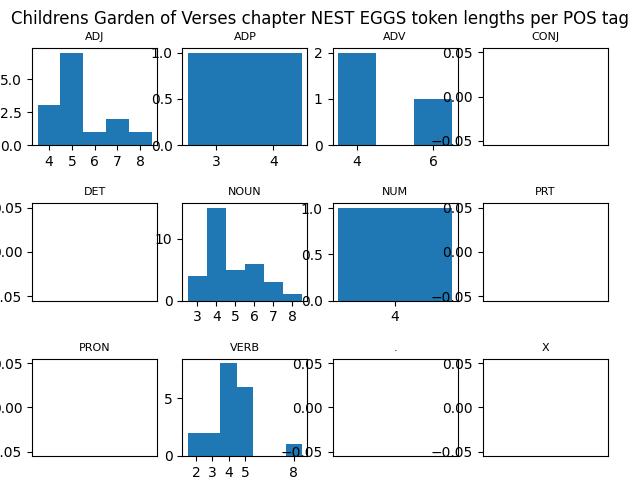 Childrens Garden of Verses chapter NEST EGGS token lengths per POS tag
ADJ ADP ADV CONJ
5.0 1.0 2 0.05
2.5 0.5 1 0.00
0.0 0.0 0 −0.05
4 5 6 7 8 3 4 4 6
DET NOUN NUM PRT
0.05 10 1.0 0.05
0.00 0.5 0.00
0.05 0 0.0 −0.05
3 4 5 6 7 8 4
PRON VERB . X
0.05 5 0.05 0.05
0.00 0.00 0.00
0.05 0 −0.05 −0.05
2 3 4 5 8